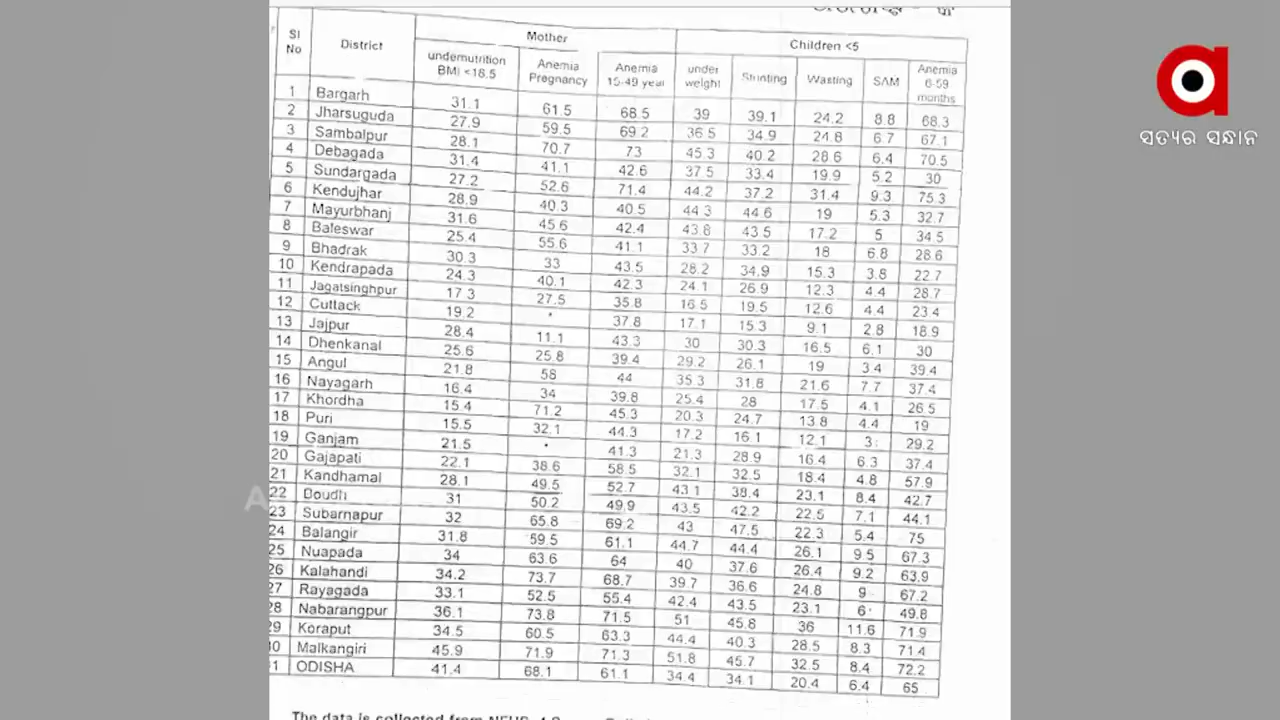 ସତ୍ୟର ସନ୍ଧାନ
Sl No District Mother Children <5
undernutrition BMI <18.5 Anemia Pregnancy Anemia 15-49 year under weight Stunting Wasting SAM Anemia 6-59 months
1 Bargarh 31.1 61.5 68.5 39 39.1 24.2 8.8 68.3
2 Jharsuguda 27.9 59.5 69.2 36.5 34.9 24.8 6.7 67.1
3 Sambalpur 28.1 70.7 73 45.3 40.2 28.6 6.4 70.5
4 Debagada 31.4 41.1 42.6 37.5 33.4 19.9 5.2 30
5 Sundargada 27.2 52.6 71.4 44.2 37.2 31.4 9.3 75.3
6 Kendujhar 28.9 40.3 40.5 44.3 44.6 19 5.3 32.7
7 Mayurbhanj 31.6 45.6 42.4 43.8 43.5 17.2 5 34.5
8 Baleswar 25.4 55.6 41.1 33.7 33.2 18 6.8 28.6
9 Bhadrak 30.3 33 43.5 28.2 34.9 15.3 3.8 22.7
10 Kendrapada 24.3 40.1 42.3 24.1 26.9 12.3 4.4 28.7
11 Jagatsinghpur 17.3 27.5 35.8 16.5 19.5 12.6 4.4 23.4
12 Cuttack 19.2 * 37.8 17.1 15.3 9.1 2.8 18.9
13 Jajpur 28.4 11.1 43.3 30 30.3 16.5 6.1 30
14 Dhenkanal 25.6 25.8 39.4 29.2 26.1 19 3.4 39.4
15 Angul 21.8 58 44 35.3 31.8 21.6 7.7 37.4
16 Nayagarh 16.4 34 39.8 25.4 28 17.5 4.1 26.5
17 Khordha 15.4 71.2 45.3 20.3 24.7 13.8 4.4 19
18 Puri 15.5 32.1 44.3 17.2 16.1 12.1 3 29.2
19 Ganjam 21.5 * 41.3 21.3 28.9 16.4 6.3 37.4
20 Gajapati 22.1 38.6 58.5 32.1 32.5 18.4 4.8 57.9
21 Kandhamal 28.1 49.5 52.7 43.1 38.4 23.1 8.4 42.7
22 Boudh 31 50.2 49.9 43.5 42.2 22.5 7.1 44.1
23 Subarnapur 32 65.8 69.2 43 47.5 22.3 5.4 75
24 Balangir 31.8 59.5 61.1 44.7 44.4 26.1 9.5 67.3
25 Nuapada 34 63.6 64 40 37.6 26.4 9.2 63.9
26 Kalahandi 34.2 73.7 68.7 39.7 36.6 24.8 9 67.2
27 Rayagada 33.1 52.5 55.4 42.4 43.5 23.1 6 49.8
28 Nabarangpur 36.1 73.8 71.5 51 45.8 36 11.6 71.9
29 Koraput 34.5 60.5 63.3 44.4 40.3 28.5 8.3 71.4
30 Malkangiri 45.9 71.9 71.3 51.8 45.7 32.5 8.4 72.2
31 ODISHA 41.4 68.1 61.1 34.4 34.1 20.4 6.4 65
The data is collected from NFHS